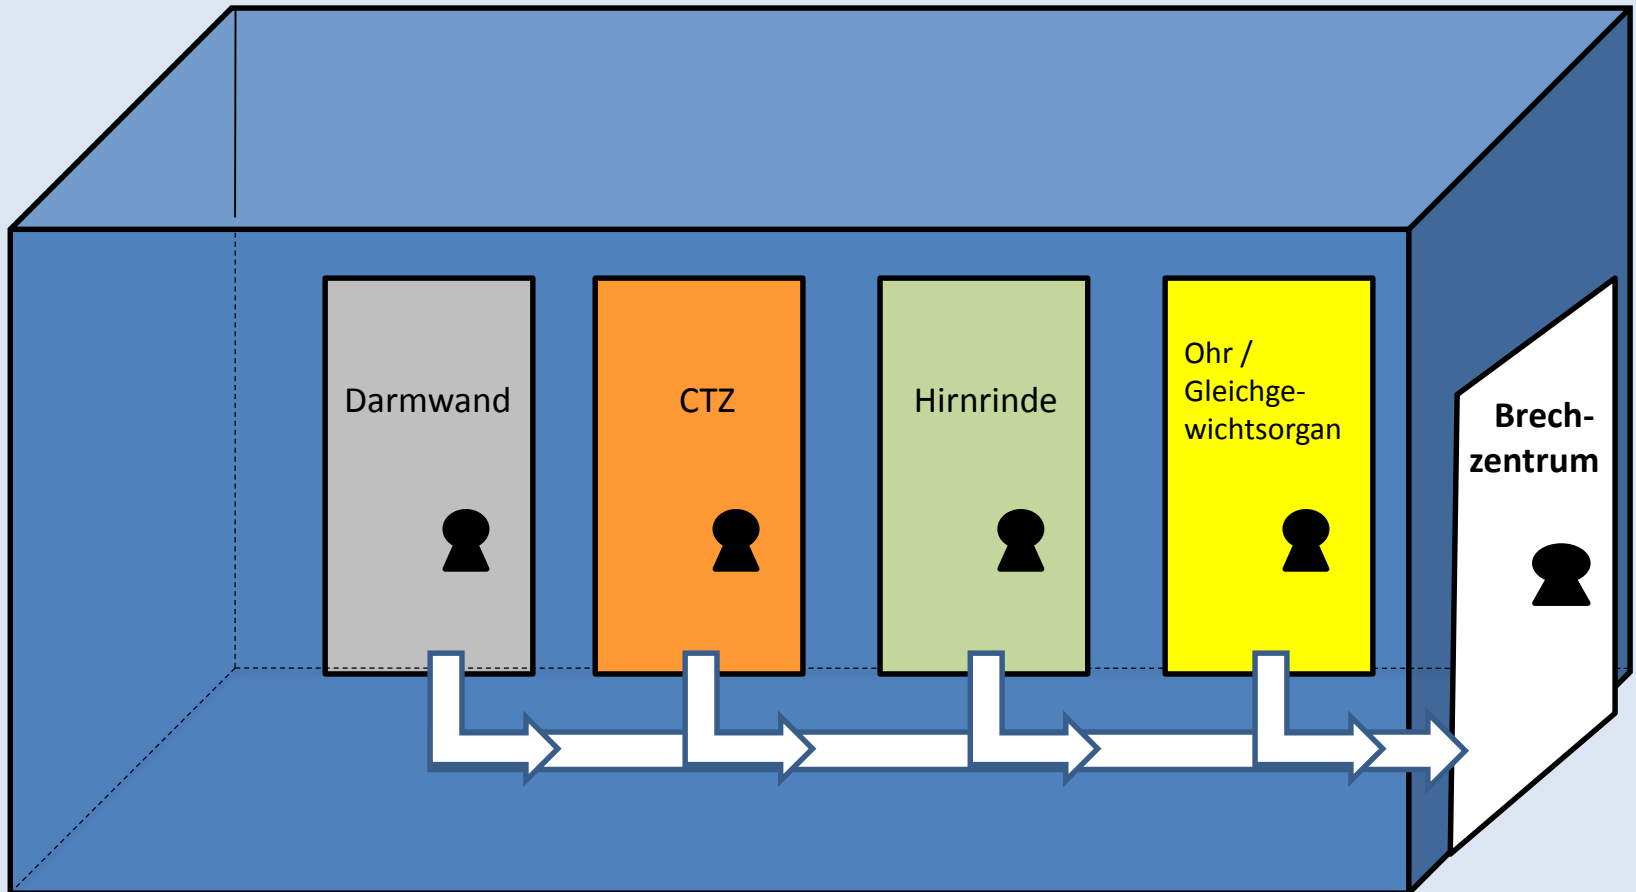 Darmwand
CTZ
Hirnrinde
Ohr /
Gleichge-
wichtsorgan
Brech-
zentrum